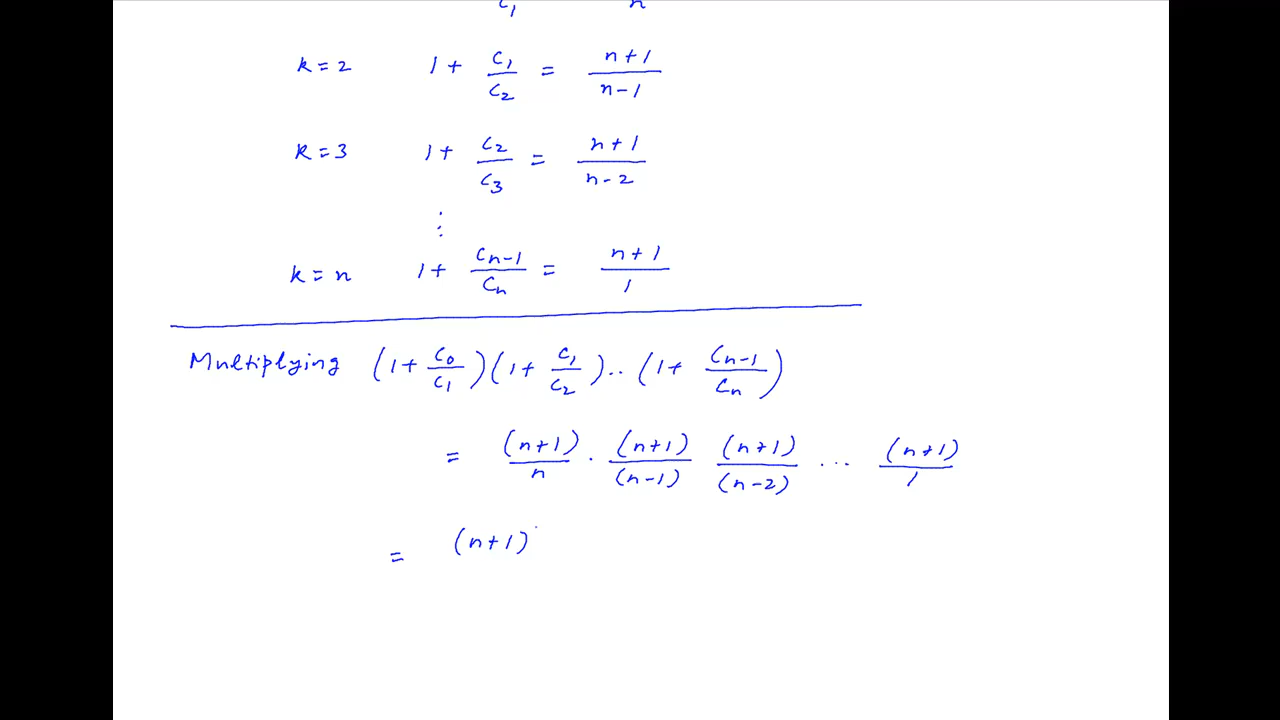 c₁ n
k = 2 1 + c₁/c₂ = (n+1)/(n-1)
k = 3 1 + c₂/c₃ = (n+1)/(n-2)
⋮
k = n 1 + cₙ₋₁/cₙ = (n+1)/1
Multiplying (1 + c₀/c₁)(1 + c₁/c₂)..(1 + cₙ₋₁/cₙ)
= (n+1)/n · (n+1)/(n-1) (n+1)/(n-2) ... (n+1)/1
= (n+1)